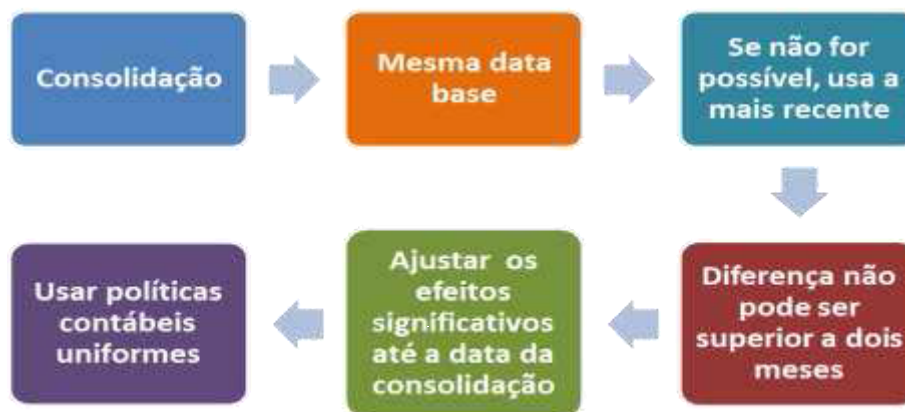 Consolidação
Mesma data
base
Se não for
possível, usa a
mais recente
Diferença não
pode ser
superior a dois
meses
Ajustar os
efeitos
significativos
até a data da
consolidação
Usar políticas
contábeis
uniformes